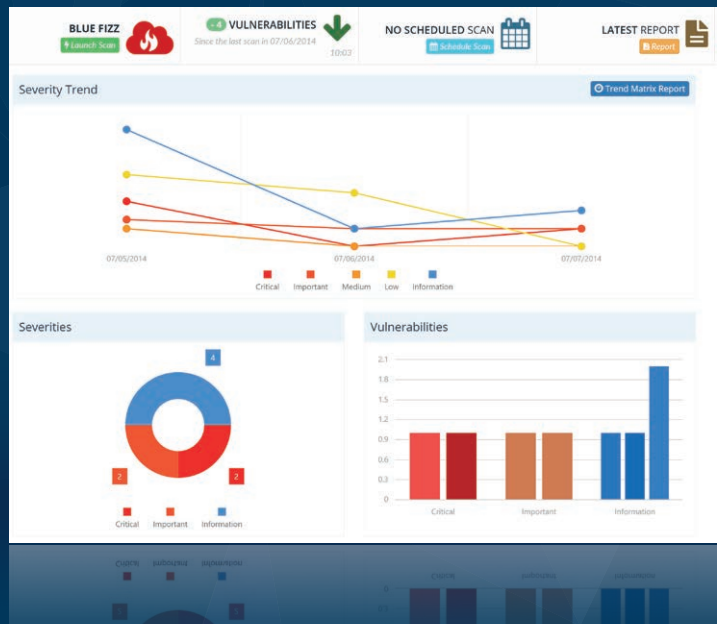 BLUE FIZZ
Launch Scan
- 4 VULNERABILITIES
Since the last scan in 07/06/2014
10:02
NO SCHEDULED SCAN
Schedule Scan
LATEST REPORT
Report
Severity Trend
Trend Matrix Report
07/05/2014 07/06/2014 07/07/2014
Critical Important Medium Low Information
Severities
4
2 2
Critical Important Information
Vulnerabilities
2.1
1.8
1.5
1.2
0.9
0.6
0.3
0
Critical Important Information